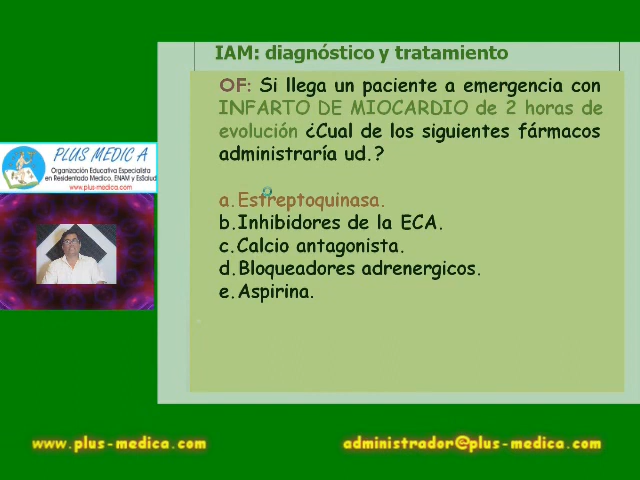 IAM: diagnóstico y tratamiento
OF: Si llega un paciente a emergencia con
INFARTO DE MIOCARDIO de 2 horas de
evolución ¿Cual de los siguientes fármacos
administraría ud.?
a.Estreptoquinasa.
b.Inhibidores de la ECA.
c.Calcio antagonista.
d.Bloqueadores adrenergicos.
e.Aspirina.
PLUS MEDIC A
Organización Educativa Especialista
en Residentado Medico, ENAM y EsSalud
www.plus-medica.com
www.plus-medica.com
administrador@plus-medica.com